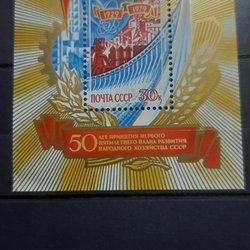 1929 1979
ПОЧТА СССР 30к
50 ЛЕТ ПРИНЯТИЯ ПЕРВОГО
ПЯТИЛЕТНЕГО ПЛАНА РАЗВИТИЯ
НАРОДНОГО ХОЗЯЙСТВА СССР